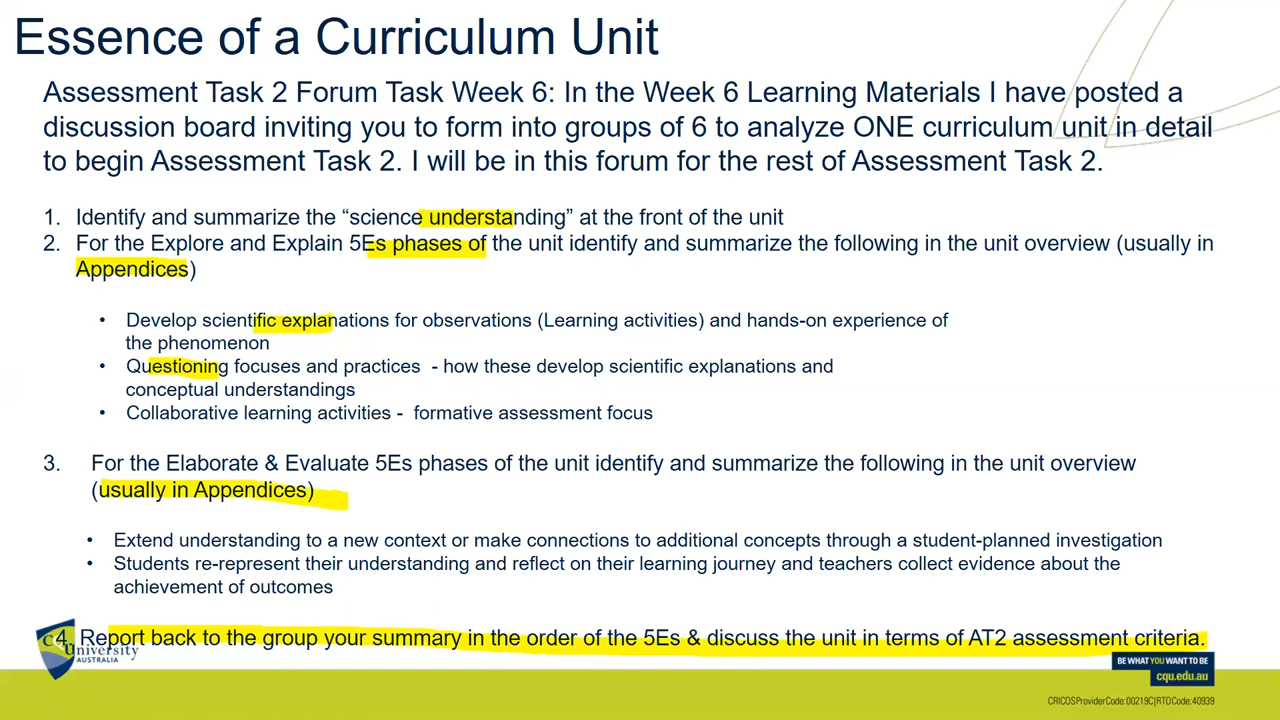 Essence of a Curriculum Unit
Assessment Task 2 Forum Task Week 6: In the Week 6 Learning Materials I have posted a
discussion board inviting you to form into groups of 6 to analyze ONE curriculum unit in detail
to begin Assessment Task 2. I will be in this forum for the rest of Assessment Task 2.
1. Identify and summarize the “science understanding” at the front of the unit
2. For the Explore and Explain 5Es phases of the unit identify and summarize the following in the unit overview (usually in
Appendices)
• Develop scientific explanations for observations (Learning activities) and hands-on experience of
the phenomenon
• Questioning focuses and practices - how these develop scientific explanations and
conceptual understandings
• Collaborative learning activities - formative assessment focus
3. For the Elaborate & Evaluate 5Es phases of the unit identify and summarize the following in the unit overview
(usually in Appendices)
• Extend understanding to a new context or make connections to additional concepts through a student-planned investigation
• Students re-represent their understanding and reflect on their learning journey and teachers collect evidence about the
achievement of outcomes
4. Report back to the group your summary in the order of the 5Es & discuss the unit in terms of AT2 assessment criteria.
CQUniversity
AUSTRALIA
BE WHAT YOU WANT TO BE
cqu.edu.au
CRICOSProviderCode:00219C|RTOCode:40939